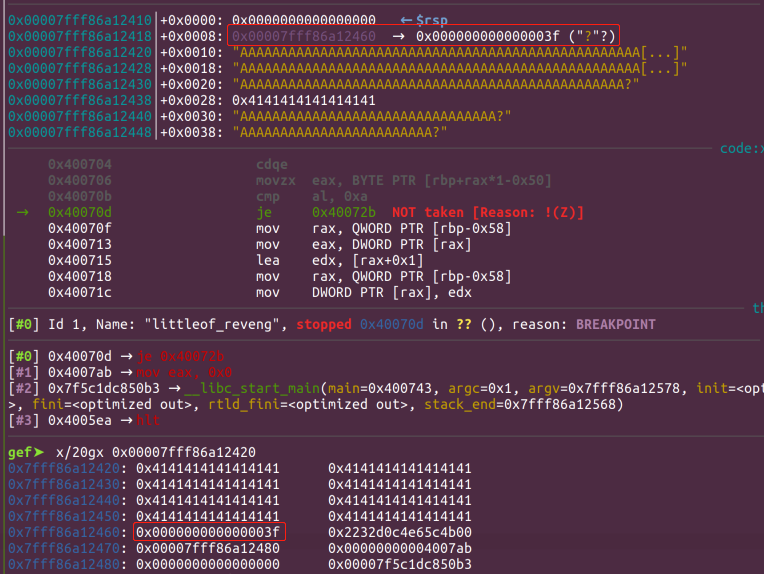 0x00007fff86a12410│+0x0000: 0x0000000000000000   ←$rsp
0x00007fff86a12418│+0x0008: 0x00007fff86a12460  → 0x000000000000003f ("?"?)
0x00007fff86a12420│+0x0010: "AAAAAAAAAAAAAAAAAAAAAAAAAAAAAAAAAAAAAAAAAAAAAAAAAA[...]"
0x00007fff86a12428│+0x0018: "AAAAAAAAAAAAAAAAAAAAAAAAAAAAAAAAAAAAAAAAAAAAAAAAAA[...]"
0x00007fff86a12430│+0x0020: "AAAAAAAAAAAAAAAAAAAAAAAAAAAAAAAAAAAAAAAAAAAAAAAA?"
0x00007fff86a12438│+0x0028: 0x4141414141414141
0x00007fff86a12440│+0x0030: "AAAAAAAAAAAAAAAAAAAAAAAAAAAAAAAA?"
0x00007fff86a12448│+0x0038: "AAAAAAAAAAAAAAAAAAAAAAAA?"
code:x
0x400704 cdqe
0x400706 movzx eax, BYTE PTR [rbp+rax*1-0x50]
0x40070b cmp al, 0xa
→ 0x40070d je 0x40072b NOT taken [Reason: !(Z)]
0x40070f mov rax, QWORD PTR [rbp-0x58]
0x400713 mov eax, DWORD PTR [rax]
0x400715 lea edx, [rax+0x1]
0x400718 mov rax, QWORD PTR [rbp-0x58]
0x40071c mov DWORD PTR [rax], edx
th
[#0] Id 1, Name: "littleof_reveng", stopped 0x40070d in ?? (), reason: BREAKPOINT
[#0] 0x40070d →je 0x40072b
[#1] 0x4007ab →mov eax, 0x0
[#2] 0x7f5c1dc850b3 →__libc_start_main(main=0x400743, argc=0x1, argv=0x7fff86a12578, init=<opt
>, fini=<optimized out>, rtld_fini=<optimized out>, stack_end=0x7fff86a12568)
[#3] 0x4005ea →hlt
gef➤  x/20gx 0x00007fff86a12420
0x7fff86a12420: 0x4141414141414141 0x4141414141414141
0x7fff86a12430: 0x4141414141414141 0x4141414141414141
0x7fff86a12440: 0x4141414141414141 0x4141414141414141
0x7fff86a12450: 0x4141414141414141 0x4141414141414141
0x7fff86a12460: 0x000000000000003f 0x2232d0c4e65c4b00
0x7fff86a12470: 0x00007fff86a12480 0x00000000004007ab
0x7fff86a12480: 0x0000000000000000 0x00007f5c1dc850b3